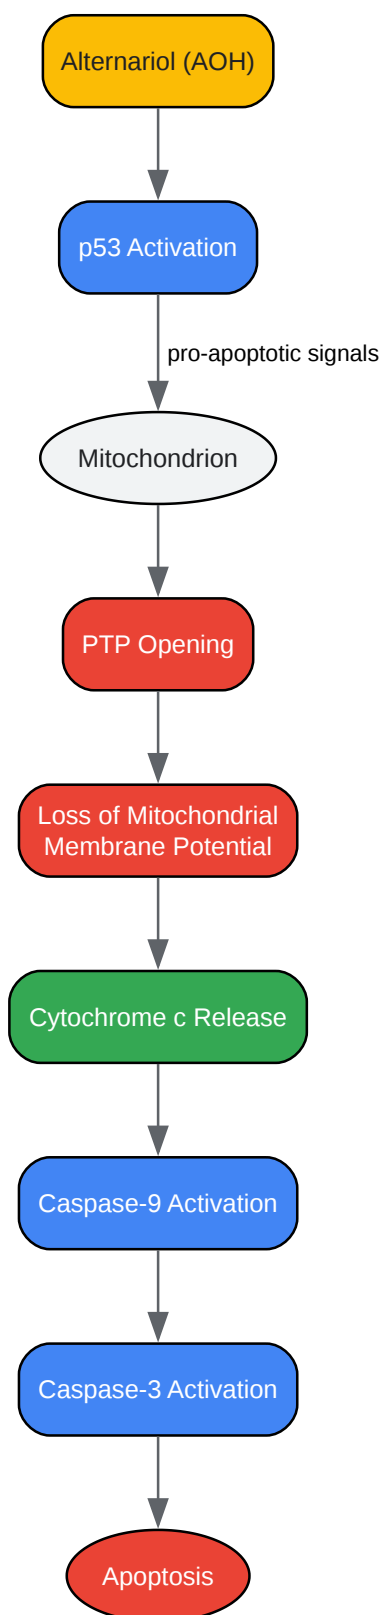 Alternariol (AOH)
p53 Activation
pro-apoptotic signals
Mitochondrion
PTP Opening
Loss of Mitochondrial
Membrane Potential
Cytochrome c Release
Caspase-9 Activation
Caspase-3 Activation
Apoptosis